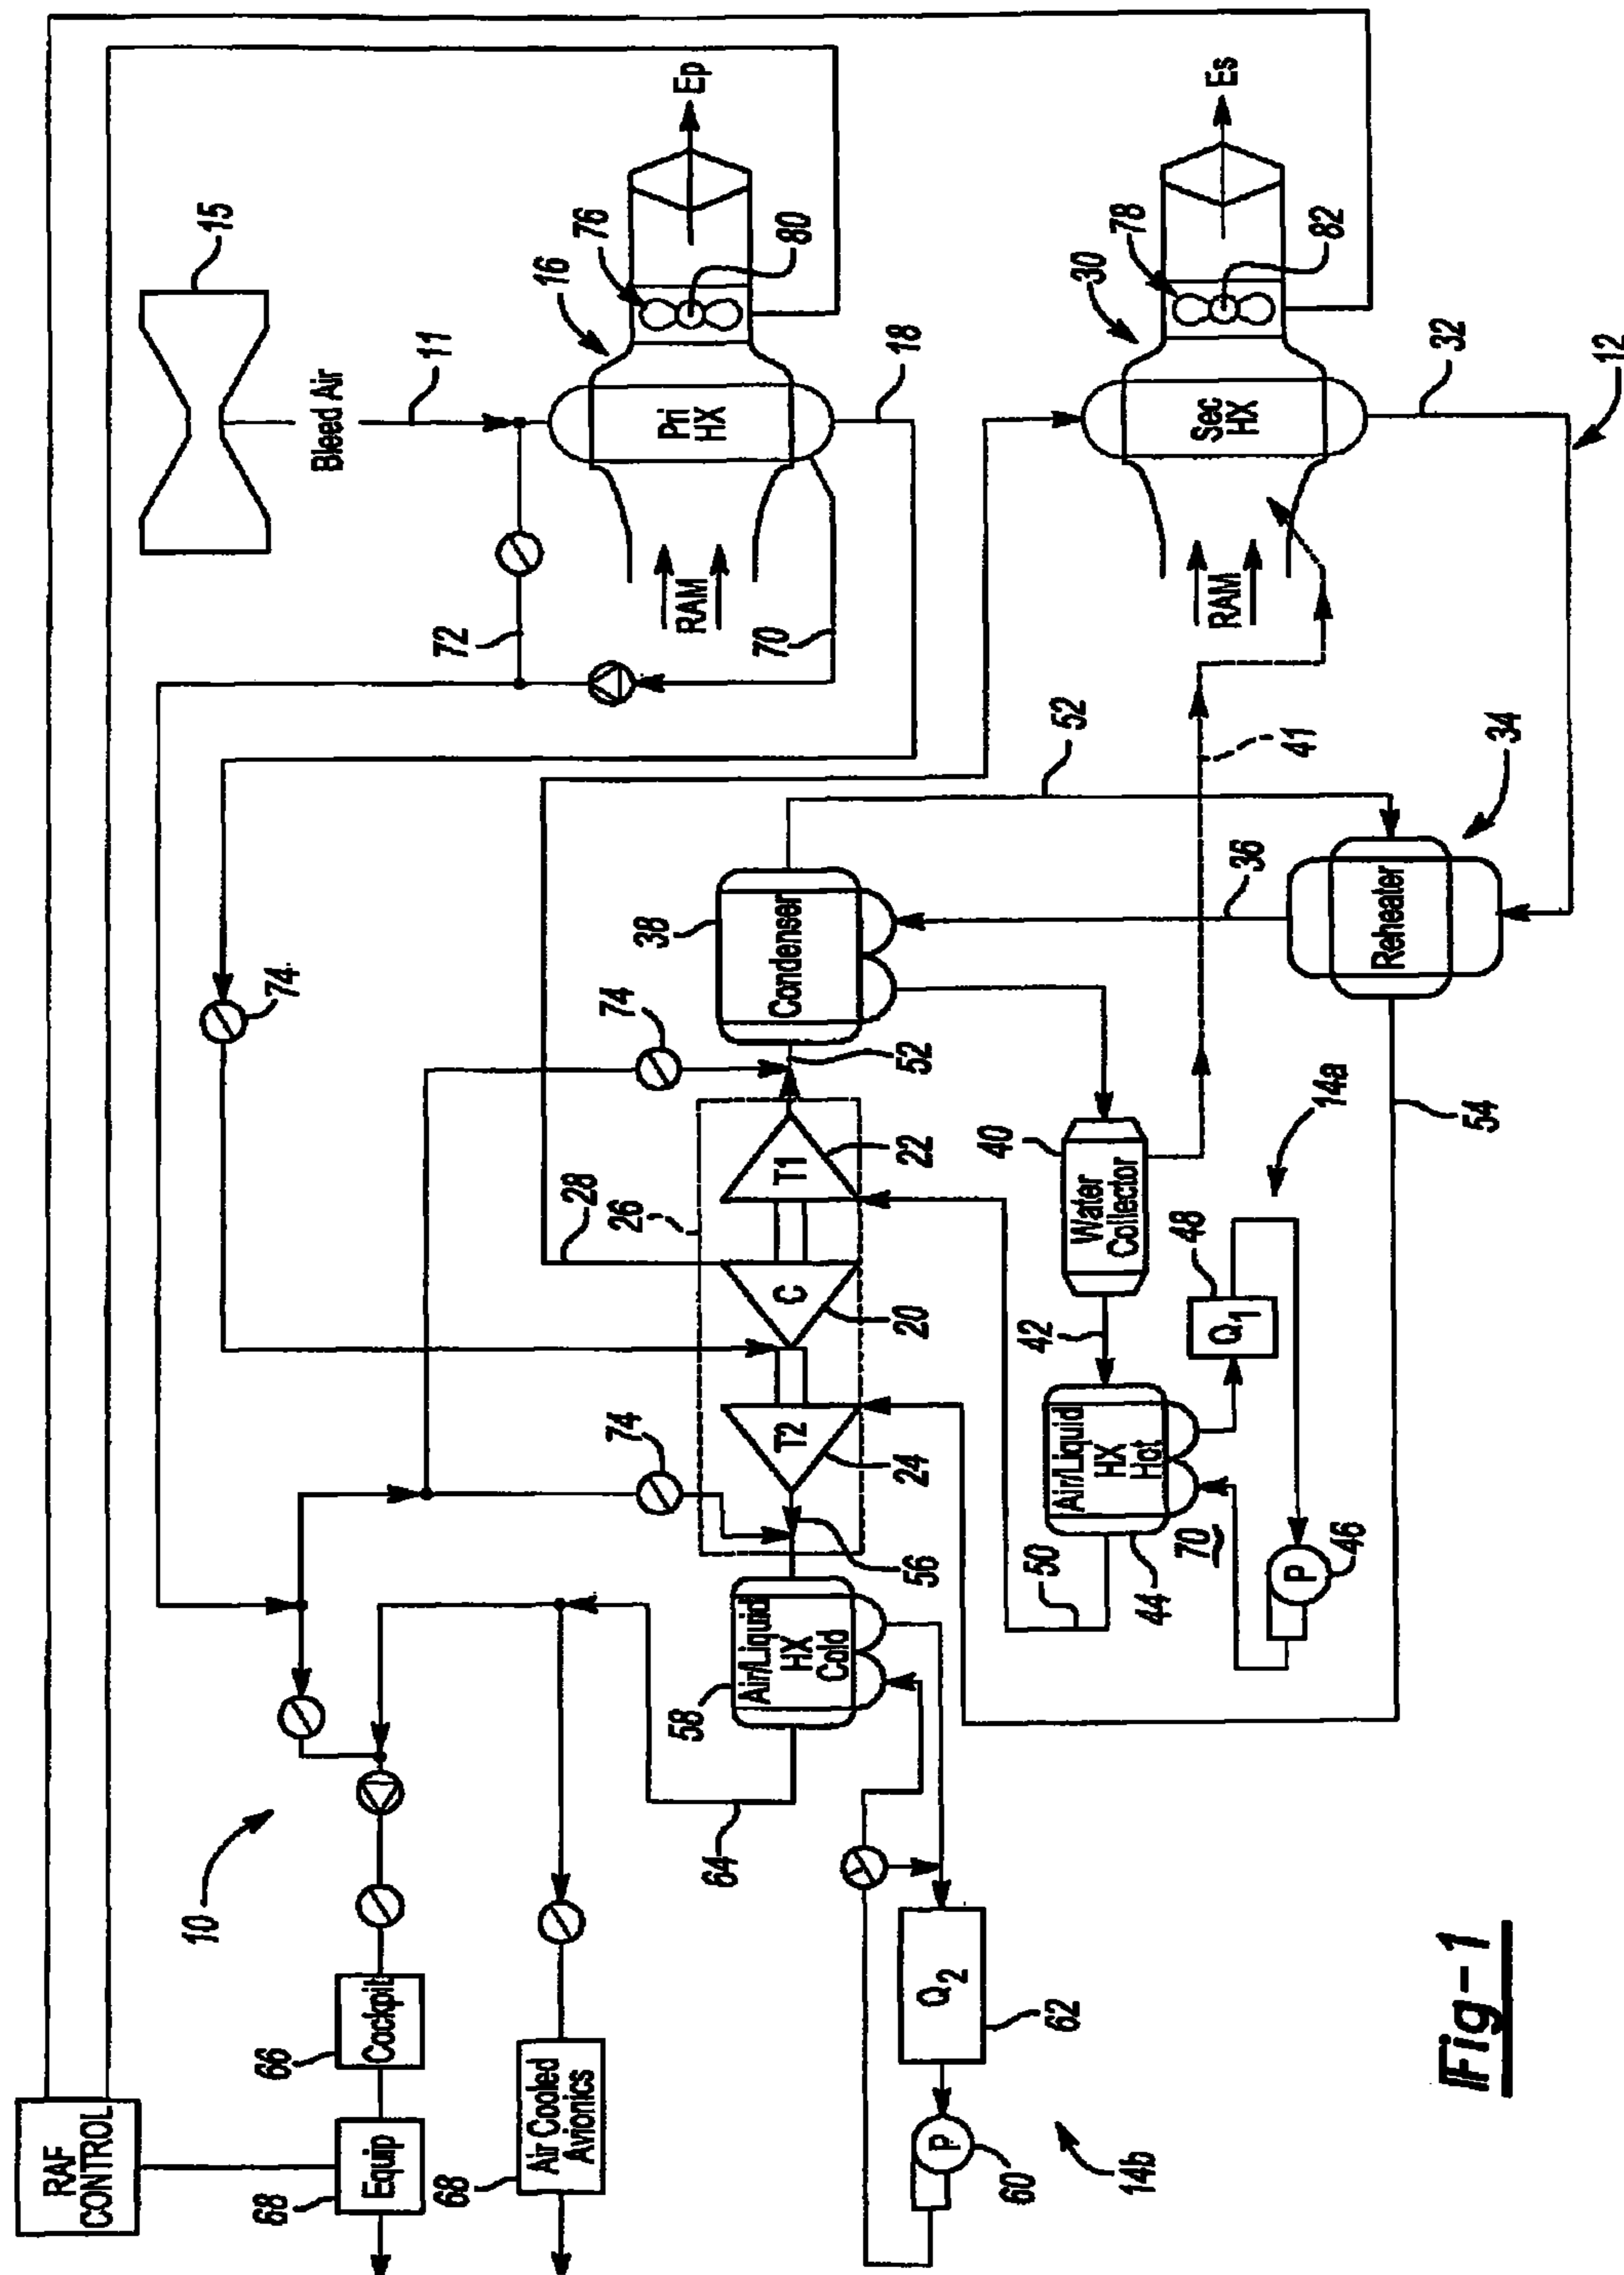 RAF
CONTROL
68
Equip
66
Cockpit
10
68
Air Cooled
Avionics
15
Bleed Air
11
72
16
76
Pri
HX
RAM
80
Ep
18
70
74
74
74
28
26
T2
C
T1
24
20
22
56
52
38
Condenser
52
58
Air/Liquid
HX
Cold
64
Q2
62
P
60
14b
50
Air/Liquid
HX
Hot
44
70
42
40
Water
Collector
48
Q1
P
46
14a
41
36
54
Reheater
34
30
78
Sec
HX
RAM
82
Es
32
12
Fig-1